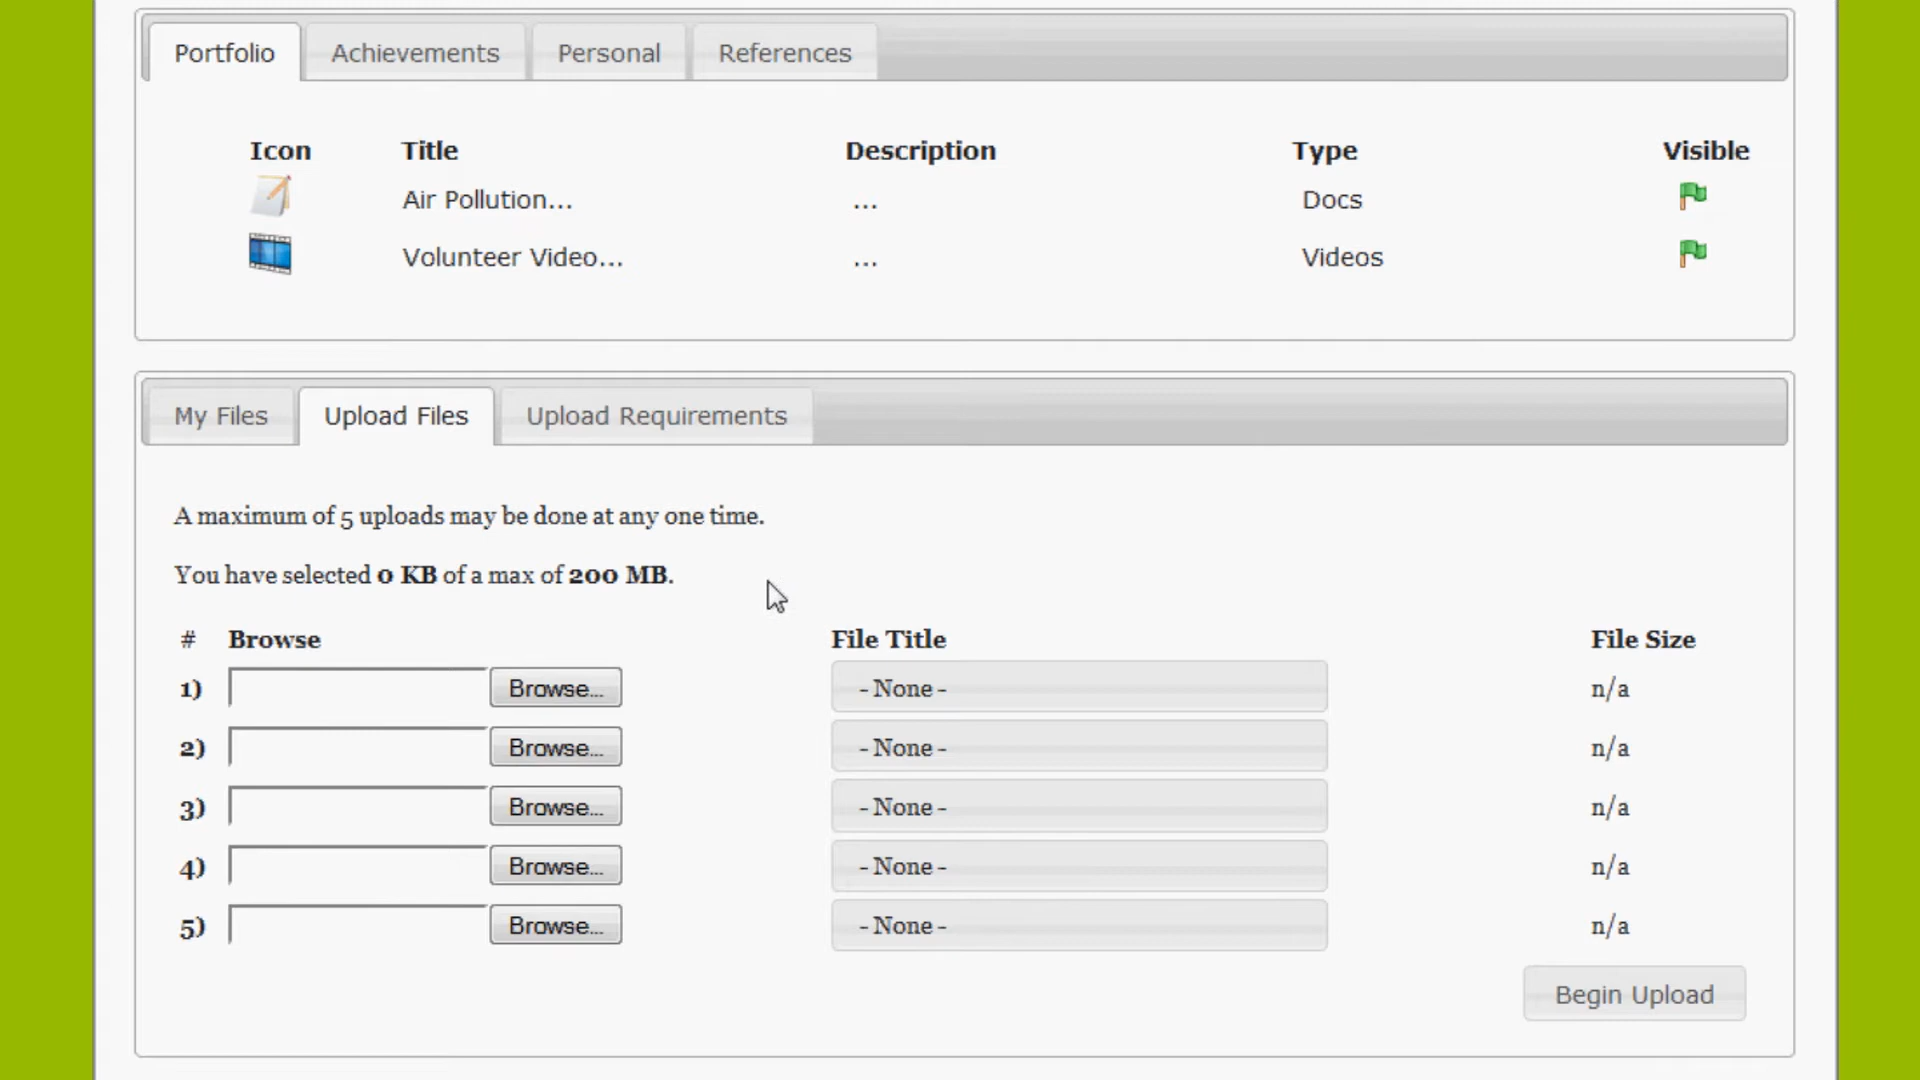 Portfolio Achievements Personal References
Icon Title Description Type Visible
Air Pollution... ... Docs
Volunteer Video... ... Videos
My Files Upload Files Upload Requirements
A maximum of 5 uploads may be done at any one time.
You have selected 0 KB of a max of 200 MB.
# Browse File Title File Size
1) Browse... - None - n/a
2) Browse... - None - n/a
3) Browse... - None - n/a
4) Browse... - None - n/a
5) Browse... - None - n/a
Begin Upload